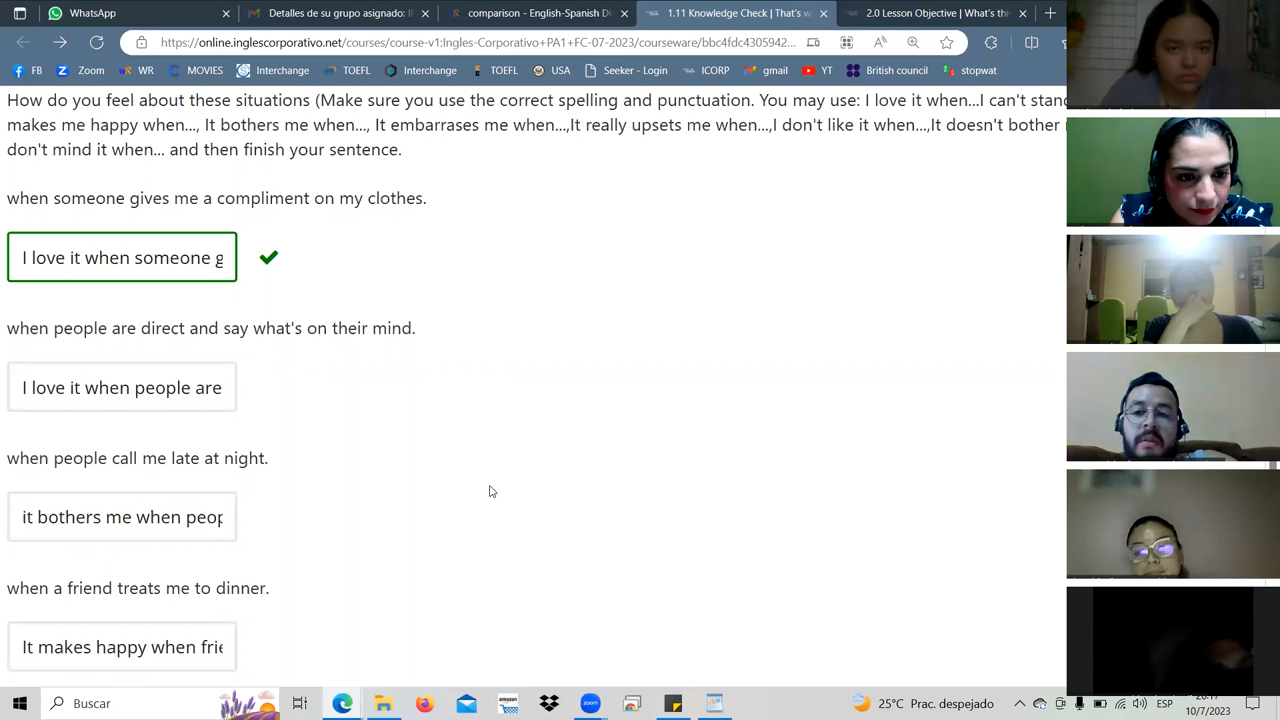 WhatsApp
Detalles de su grupo asignado: I
comparison - English-Spanish Di
1.11 Knowledge Check | That's w
2.0 Lesson Objective | What's thi
https://online.inglescorporativo.net/courses/course-v1:Ingles-Corporativo+PA1+FC-07-2023/courseware/bbc4fdc4305942...
FB
Zoom
WR
MOVIES
Interchange
TOEFL
Interchange
TOEFL
USA
Seeker - Login
ICORP
gmail
YT
British council
stopwat
How do you feel about these situations (Make sure you use the correct spelling and punctuation. You may use: I love it when...I can't stand
makes me happy when..., It bothers me when..., It embarrases me when...,It really upsets me when...,I don't like it when...,It doesn't bother
don't mind it when... and then finish your sentence.
when someone gives me a compliment on my clothes.
I love it when someone g
when people are direct and say what's on their mind.
I love it when people are
when people call me late at night.
it bothers me when peop
when a friend treats me to dinner.
It makes happy when frie
Buscar
25°C Prac. despejado
ESP
20:17
10/7/2023